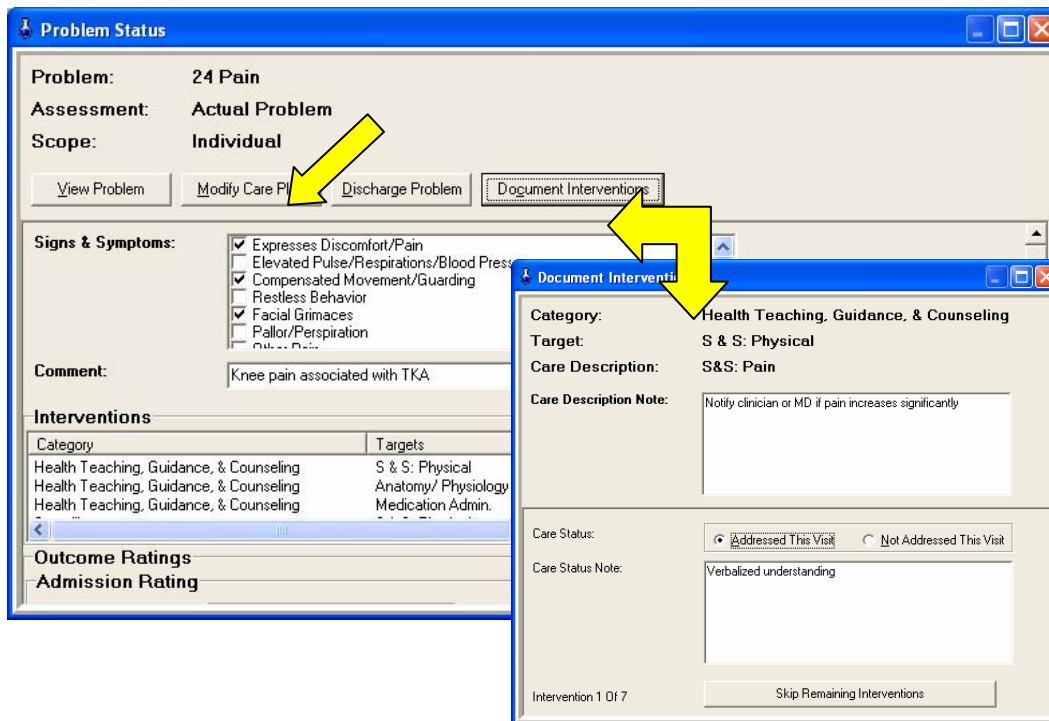 Problem Status
Problem: 24 Pain
Assessment: Actual Problem
Scope: Individual
View Problem Modify Care Pl Discharge Problem Document Interventions
Signs & Symptoms:
Expresses Discomfort/Pain
Elevated Pulse/Respirations/Blood Press
Compensated Movement/Guarding
Restless Behavior
Facial Grimaces
Pallor/Perspiration
Comment: Knee pain associated with TKA
Interventions
Category Targets
Health Teaching, Guidance, & Counseling S & S: Physical
Health Teaching, Guidance, & Counseling Anatomy/ Physiology
Health Teaching, Guidance, & Counseling Medication Admin.
Outcome Ratings
Admission Rating
Document Interventi
Category: Health Teaching, Guidance, & Counseling
Target: S & S: Physical
Care Description: S&S: Pain
Care Description Note: Notify clinician or MD if pain increases significantly
Care Status: Addressed This Visit Not Addressed This Visit
Care Status Note: Verbalized understanding
Intervention 1 Of 7 Skip Remaining Interventions